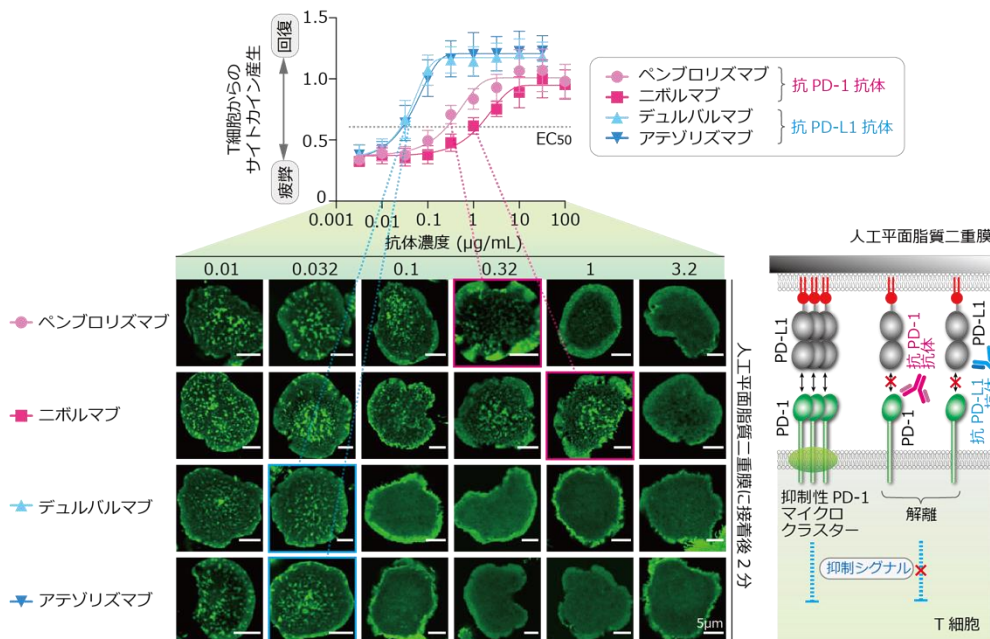 T細胞からの
サイトカイン産生
回復
疲弊
1.5
1.0
0.5
0
EC50
0.001
0.01
0.1
1
10
100
抗体濃度 (μg/mL)
ペンブロリズマブ
ニボルマブ
抗 PD-1 抗体
デュルバルマブ
アテゾリズマブ
抗 PD-L1 抗体
0.01
0.032
0.1
0.32
1
3.2
ペンブロリズマブ
ニボルマブ
デュルバルマブ
アテゾリズマブ
5μm
人工平面脂質二重膜に接着後 2 分
人工平面脂質二重膜
PD-L1
抗 PD-1
抗体
PD-L1
抗 PD-L1
抗体
PD-1
PD-1
抑制性 PD-1
マイクロ
クラスター
解離
抑制シグナル
T 細胞